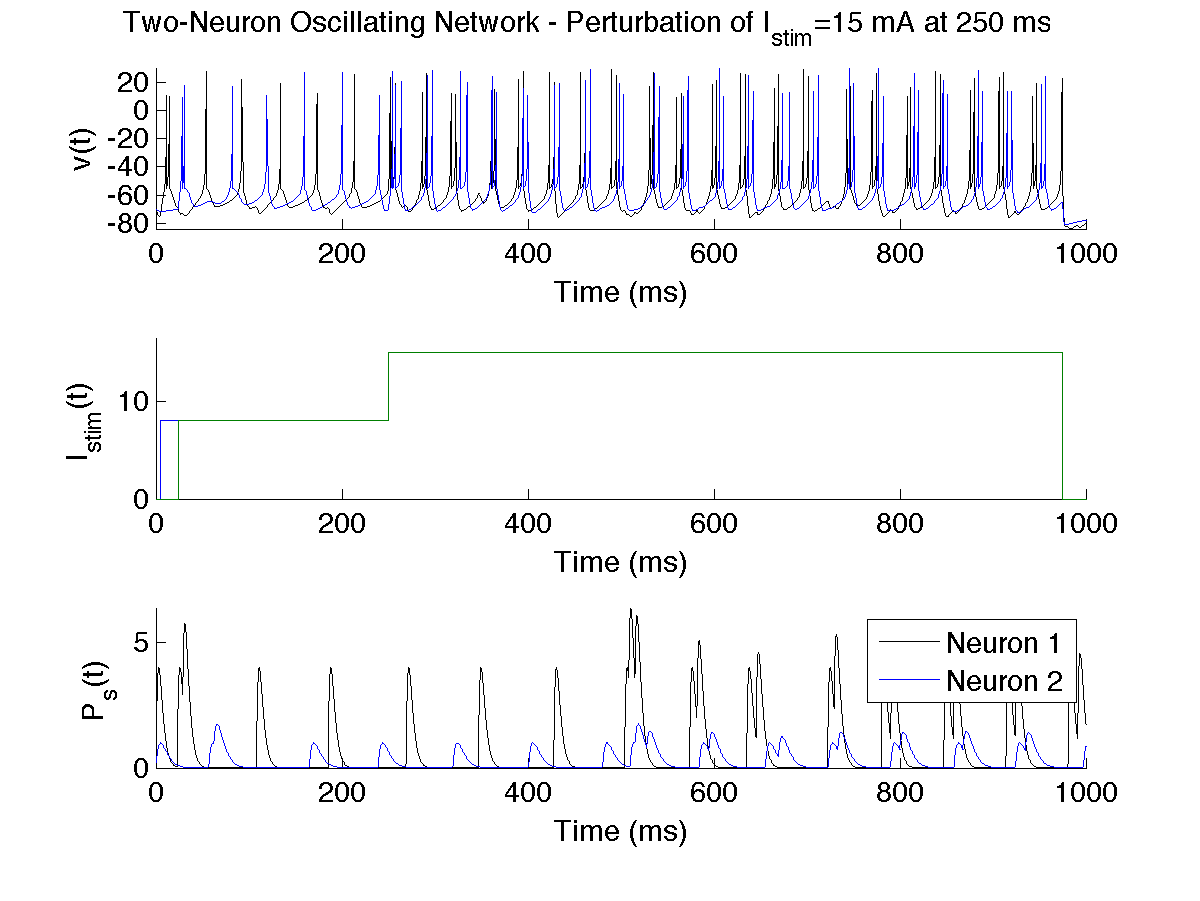 Two-Neuron Oscillating Network - Perturbation of I_stim=15 mA at 250 ms
20
0
-20
-40
-60
-80
v(t)
0 200 400 600 800 1000
Time (ms)
10
0
I_stim(t)
0 200 400 600 800 1000
Time (ms)
5
0
P_s(t)
Neuron 1
Neuron 2
0 200 400 600 800 1000
Time (ms)